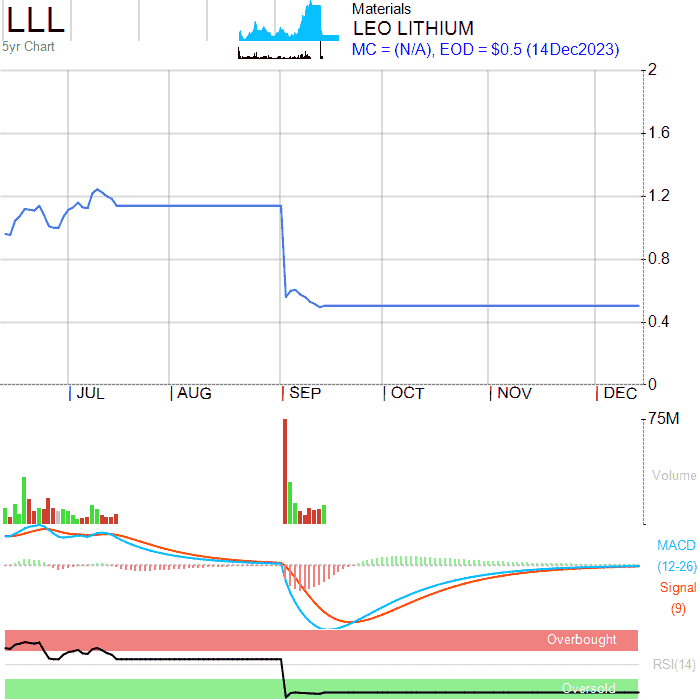 LLL
5yr Chart
Materials
LEO LITHIUM
MC = (N/A), EOD = $0.5 (14Dec2023)
2
1.6
1.2
0.8
0.4
0
JUL AUG SEP OCT NOV DEC
75M
Volume
MACD
(12-26)
Signal
(9)
Overbought
RSI(14)
Oversold